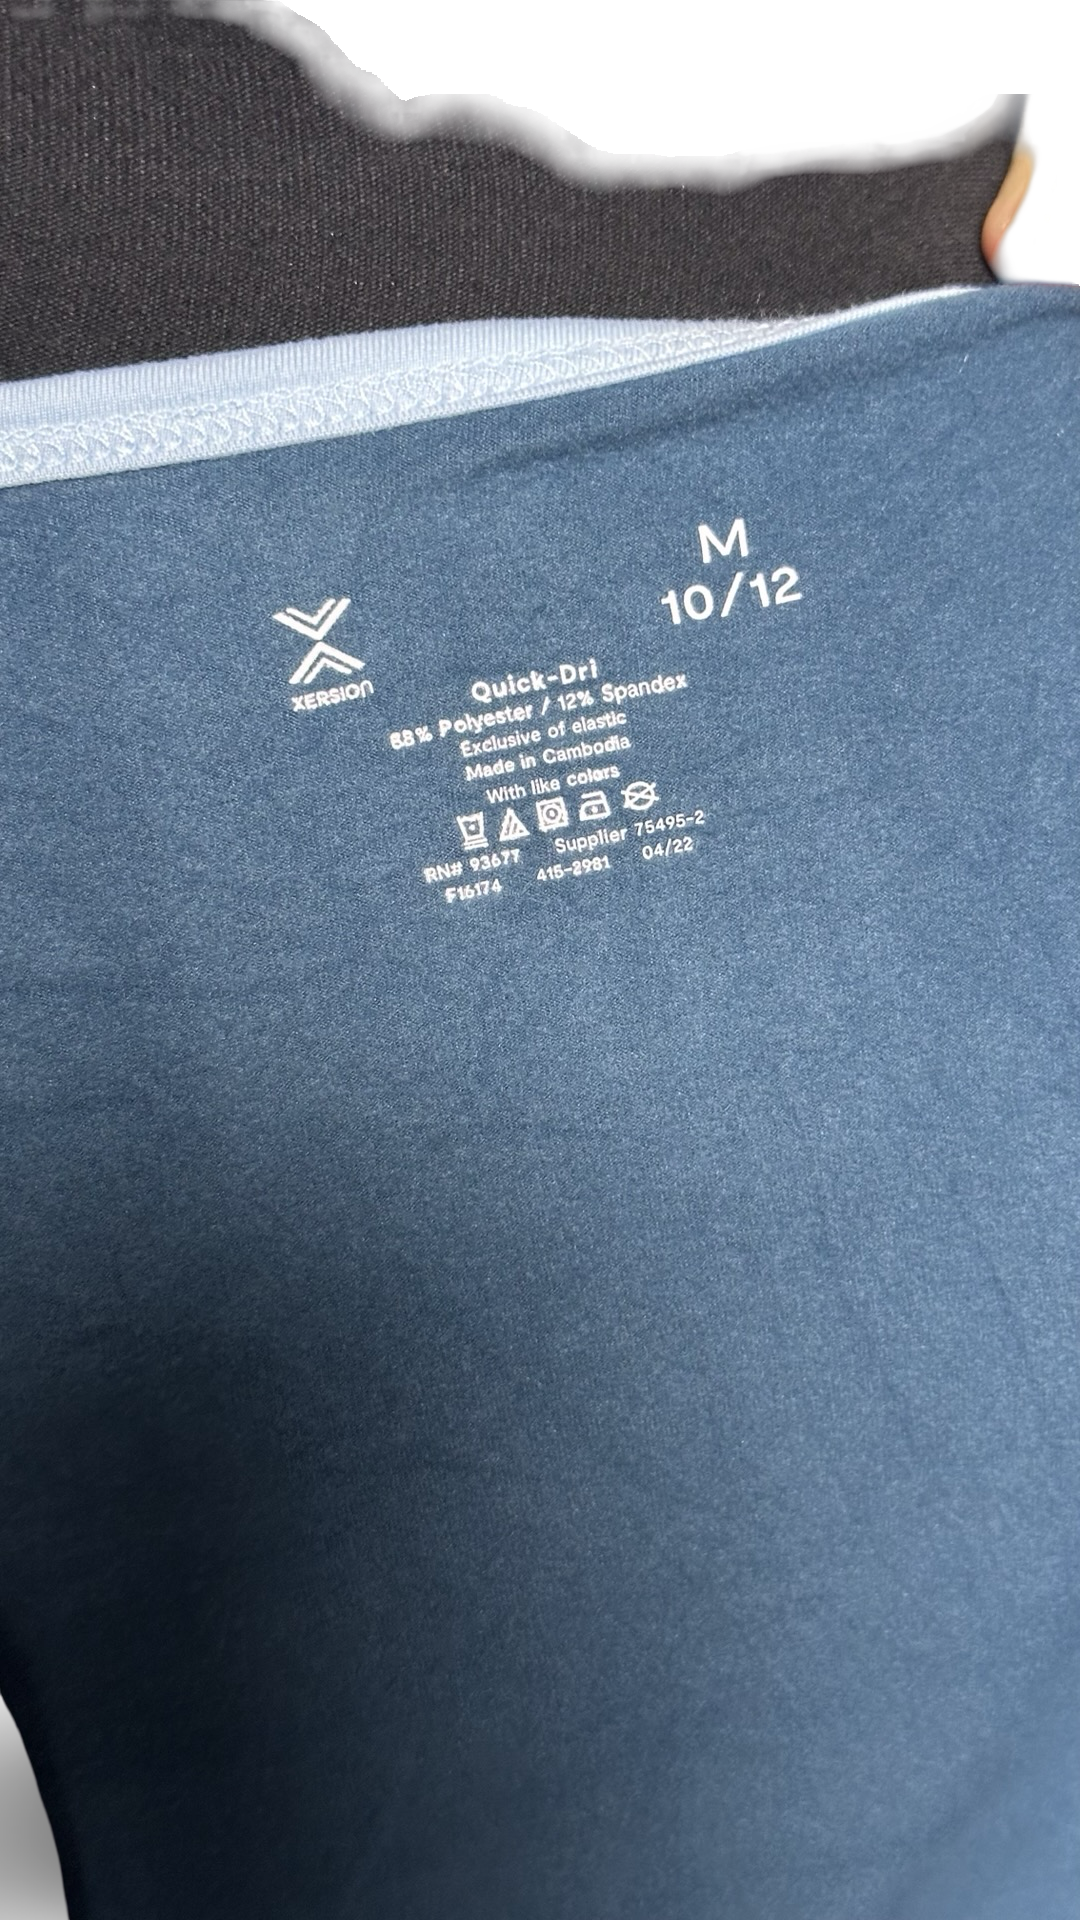 M
10/12
XERSION
Quick-Dri
88% Polyester / 12% Spandex
Exclusive of elastic
Made in Cambodia
With like colors
RN# 93677 Supplier 75495-2
F16174 415-2981 04/22